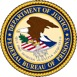 DEPARTMENT OF JUSTICE
FEDERAL BUREAU OF PRISONS